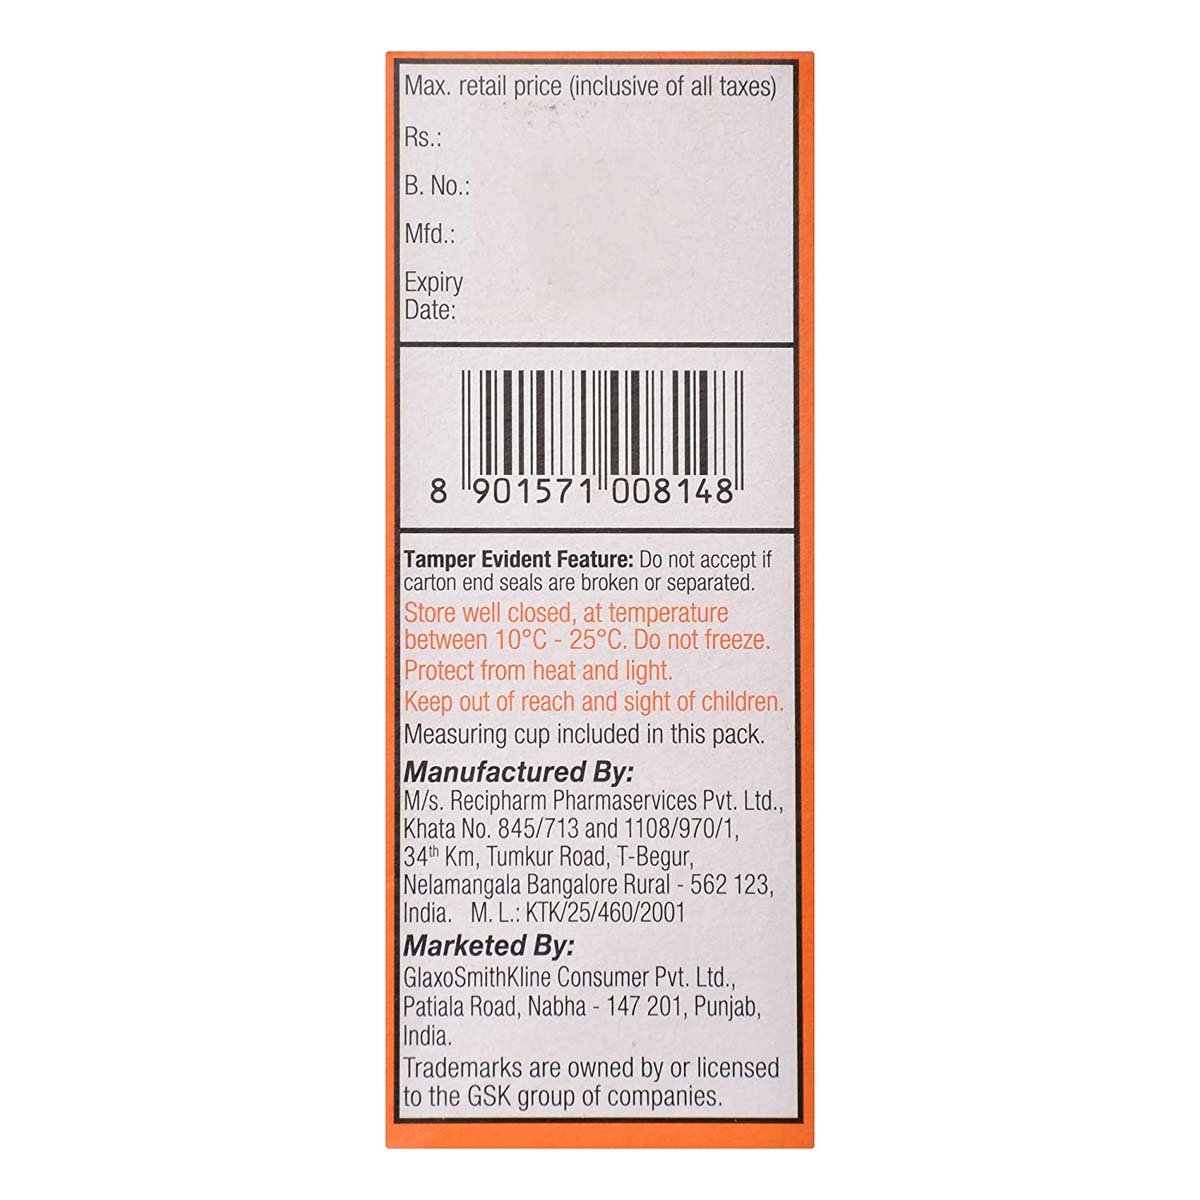 Max. retail price (inclusive of all taxes)
Rs.:
B. No.:
Mfd.:
Expiry
Date:
8 901571 008148
Tamper Evident Feature: Do not accept if
carton end seals are broken or separated.
Store well closed, at temperature
between 10°C - 25°C. Do not freeze.
Protect from heat and light.
Keep out of reach and sight of children.
Measuring cup included in this pack.
Manufactured By:
M/s. Recipharm Pharmaservices Pvt. Ltd.,
Khata No. 845/713 and 1108/970/1,
34th Km, Tumkur Road, T-Begur,
Nelamangala Bangalore Rural - 562 123,
India. M. L.: KTK/25/460/2001
Marketed By:
GlaxoSmithKline Consumer Pvt. Ltd.,
Patiala Road, Nabha - 147 201, Punjab,
India.
Trademarks are owned by or licensed
to the GSK group of companies.